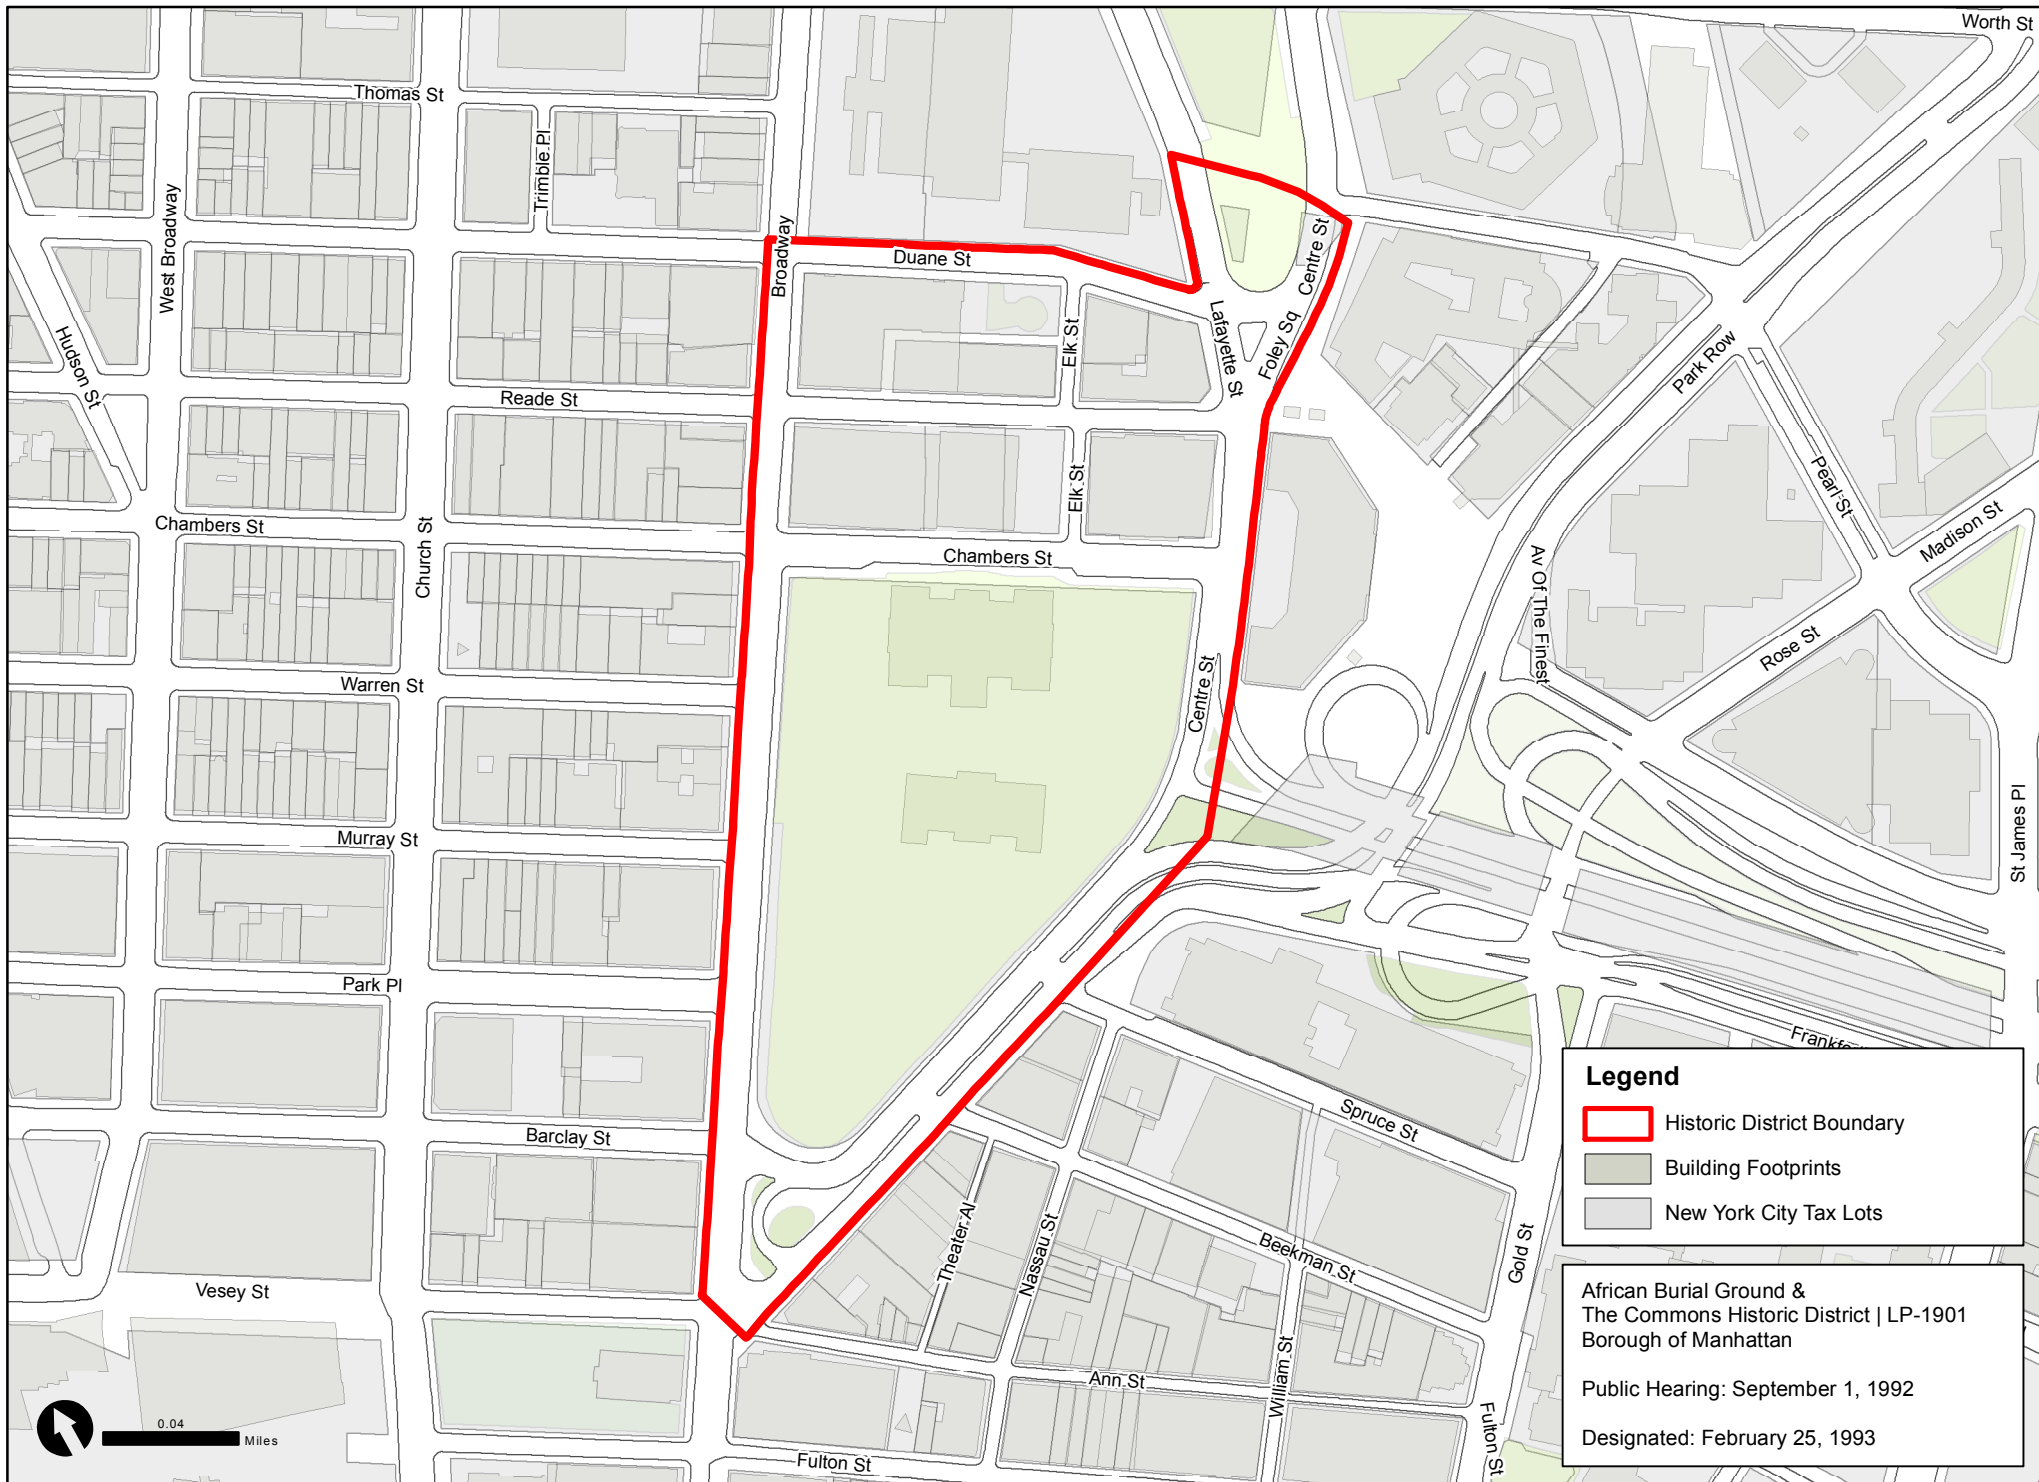 Worth St
Thomas St
Trimble Pl
West Broadway
Broadway
Duane St
Centre St
Lafayette St
Foley Sq
Elk St
Hudson St
Reade St
Park Row
Pearl St
Elk St
Chambers St
Church St
Chambers St
Madison St
Av Of The Finest
Rose St
Warren St
Centre St
Murray St
St James Pl
Park Pl
Spruce St
Barclay St
Theater Al
Nassau St
Beekman St
Gold St
Vesey St
William St
Ann St
Fulton St
Fulton St
0.04
Miles
Legend
Historic District Boundary
Building Footprints
New York City Tax Lots
African Burial Ground &
The Commons Historic District | LP-1901
Borough of Manhattan
Public Hearing: September 1, 1992
Designated: February 25, 1993